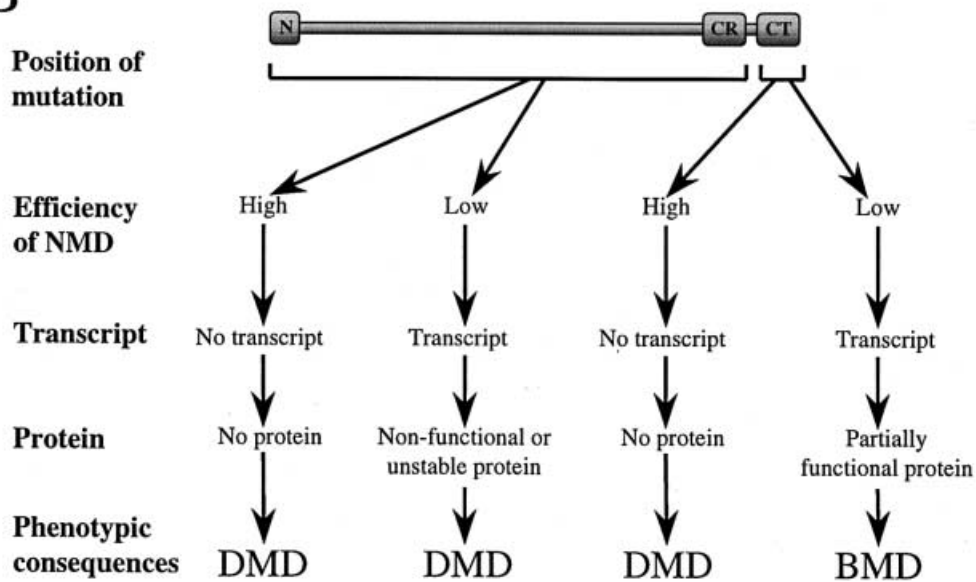 N CR CT
Position of
mutation
Efficiency
of NMD
High Low High Low
Transcript No transcript Transcript No transcript Transcript
Protein No protein Non-functional or No protein Partially
unstable protein functional protein
Phenotypic
consequences DMD DMD DMD BMD